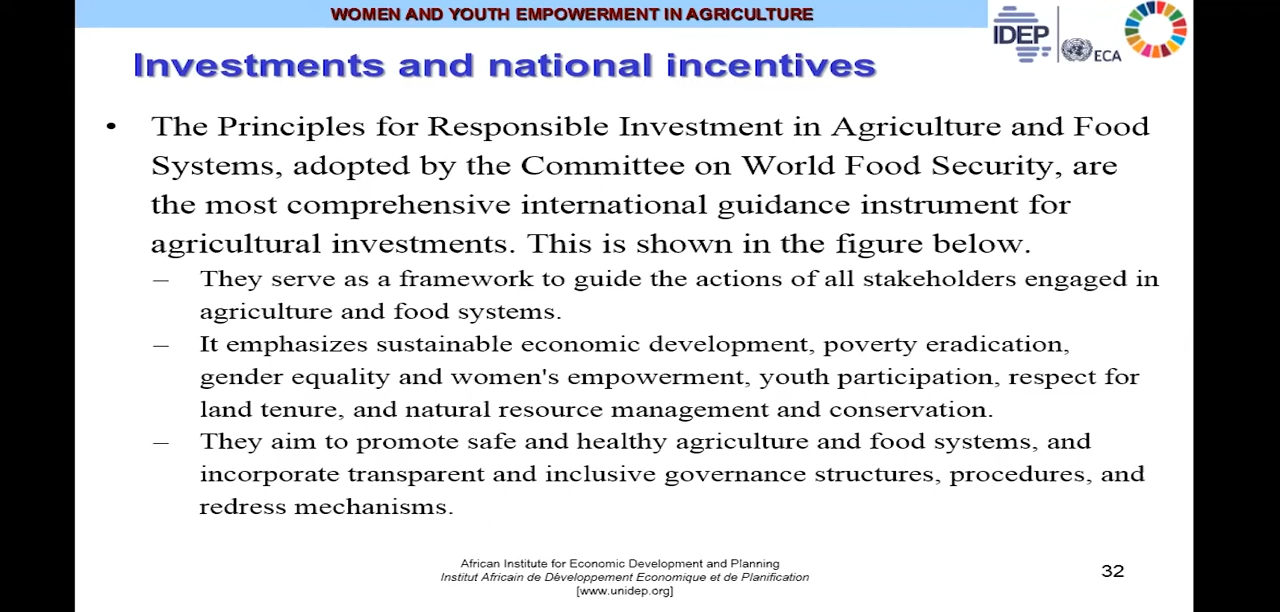 WOMEN AND YOUTH EMPOWERMENT IN AGRICULTURE
IDEP
ECA
Investments and national incentives
• The Principles for Responsible Investment in Agriculture and Food
Systems, adopted by the Committee on World Food Security, are
the most comprehensive international guidance instrument for
agricultural investments. This is shown in the figure below.
– They serve as a framework to guide the actions of all stakeholders engaged in
agriculture and food systems.
– It emphasizes sustainable economic development, poverty eradication,
gender equality and women's empowerment, youth participation, respect for
land tenure, and natural resource management and conservation.
– They aim to promote safe and healthy agriculture and food systems, and
incorporate transparent and inclusive governance structures, procedures, and
redress mechanisms.
African Institute for Economic Development and Planning
Institut Africain de Développement Economique et de Planification
[www.unidep.org]
32